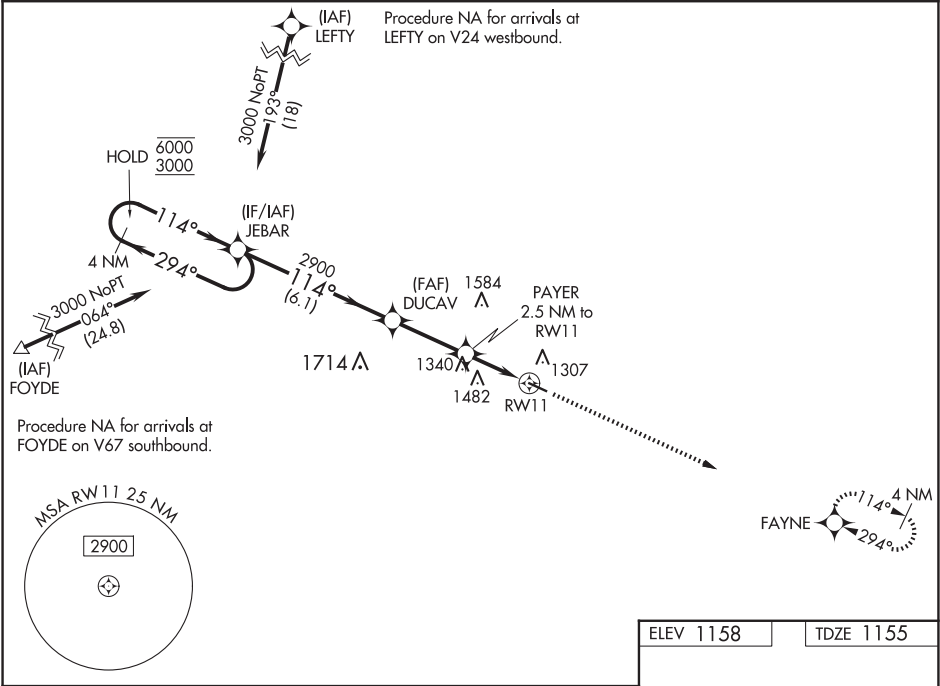 (IAF)
LEFTY
Procedure NA for arrivals at
LEFTY on V24 westbound.
3000 NoPT
193°
(18)
HOLD
6000
3000
114°
(IF/IAF)
JEBAR
4 NM
294°
2900
114°
(6.1)
(FAF)
DUCAV
1584
PAYER
2.5 NM to
RW11
3000 NoPT
064°
(24.8)
(IAF)
FOYDE
1714
1340
1307
1482
RW11
Procedure NA for arrivals at
FOYDE on V67 southbound.
MSA RW11 25 NM
2900
FAYNE
114°
4 NM
294°
ELEV 1158
TDZE 1155